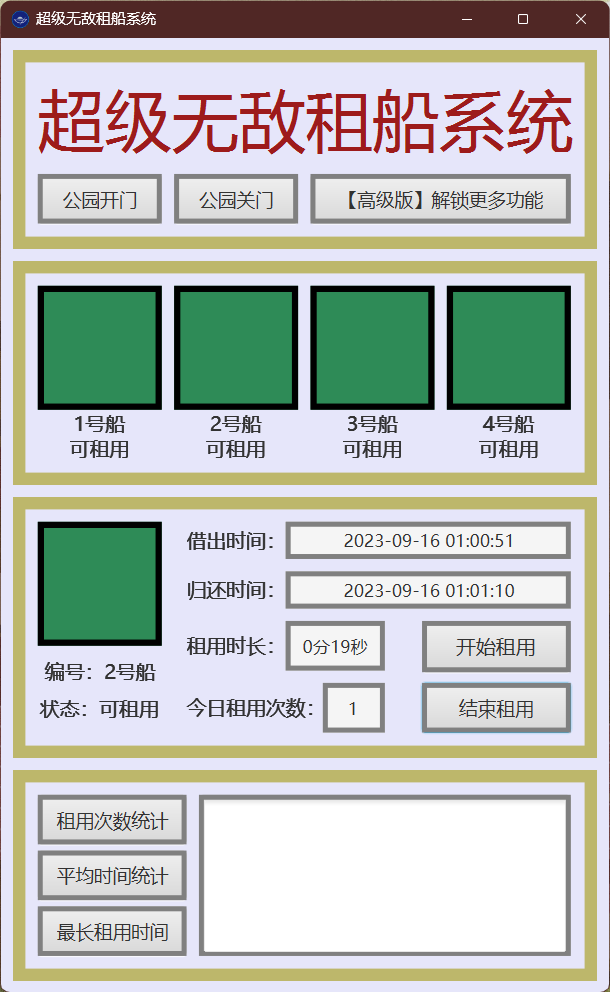 超级无敌租船系统
超级无敌租船系统
公园开门 公园关门 【高级版】解锁更多功能
1号船 2号船 3号船 4号船
可租用 可租用 可租用 可租用
借出时间： 2023-09-16 01:00:51
归还时间： 2023-09-16 01:01:10
租用时长： 0分19秒 开始租用
编号：2号船
状态：可租用 今日租用次数： 1 结束租用
租用次数统计
平均时间统计
最长租用时间